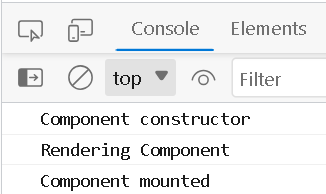 Console Elements
top Filter
Component constructor
Rendering Component
Component mounted